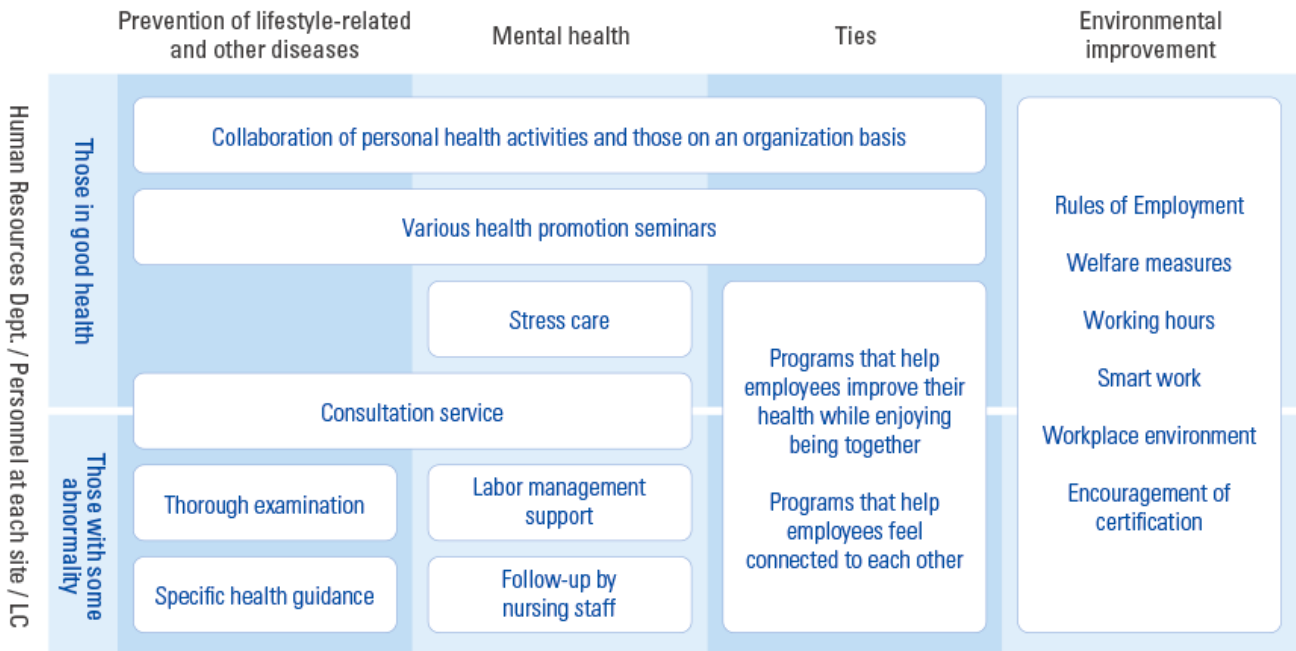 Prevention of lifestyle-related
and other diseases
Mental health
Ties
Environmental
improvement
Human Resources Dept. / Personnel at each site / LC
Those in good health
Collaboration of personal health activities and those on an organization basis
Various health promotion seminars
Stress care
Consultation service
Those with some
abnormality
Thorough examination
Labor management
support
Specific health guidance
Follow-up by
nursing staff
Programs that help
employees improve their
health while enjoying
being together
Programs that help
employees feel
connected to each other
Rules of Employment
Welfare measures
Working hours
Smart work
Workplace environment
Encouragement of
certification